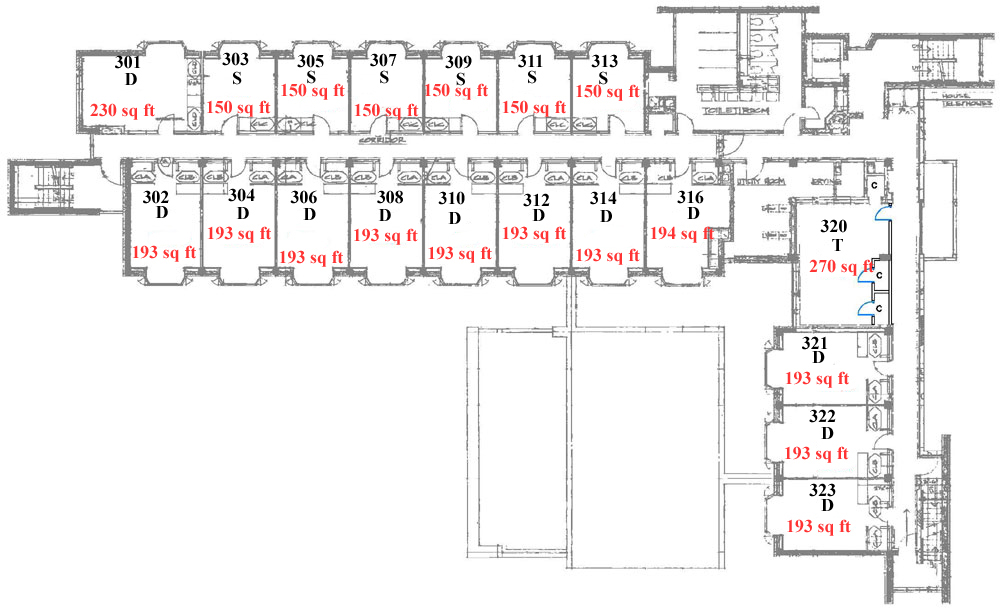 301
D
230 sq ft
303
S
150 sq ft
305
S
150 sq ft
307
S
150 sq ft
309
S
150 sq ft
311
S
150 sq ft
313
S
150 sq ft
TOILET ROOM
HOUSE
TELEPHONES
CORRIDOR
302
D
193 sq ft
304
D
193 sq ft
306
D
193 sq ft
308
D
193 sq ft
310
D
193 sq ft
312
D
193 sq ft
314
D
193 sq ft
316
D
194 sq ft
UTILITY ROOM
DRYING
C
320
T
270 sq ft
C
C
321
D
193 sq ft
322
D
193 sq ft
323
D
193 sq ft